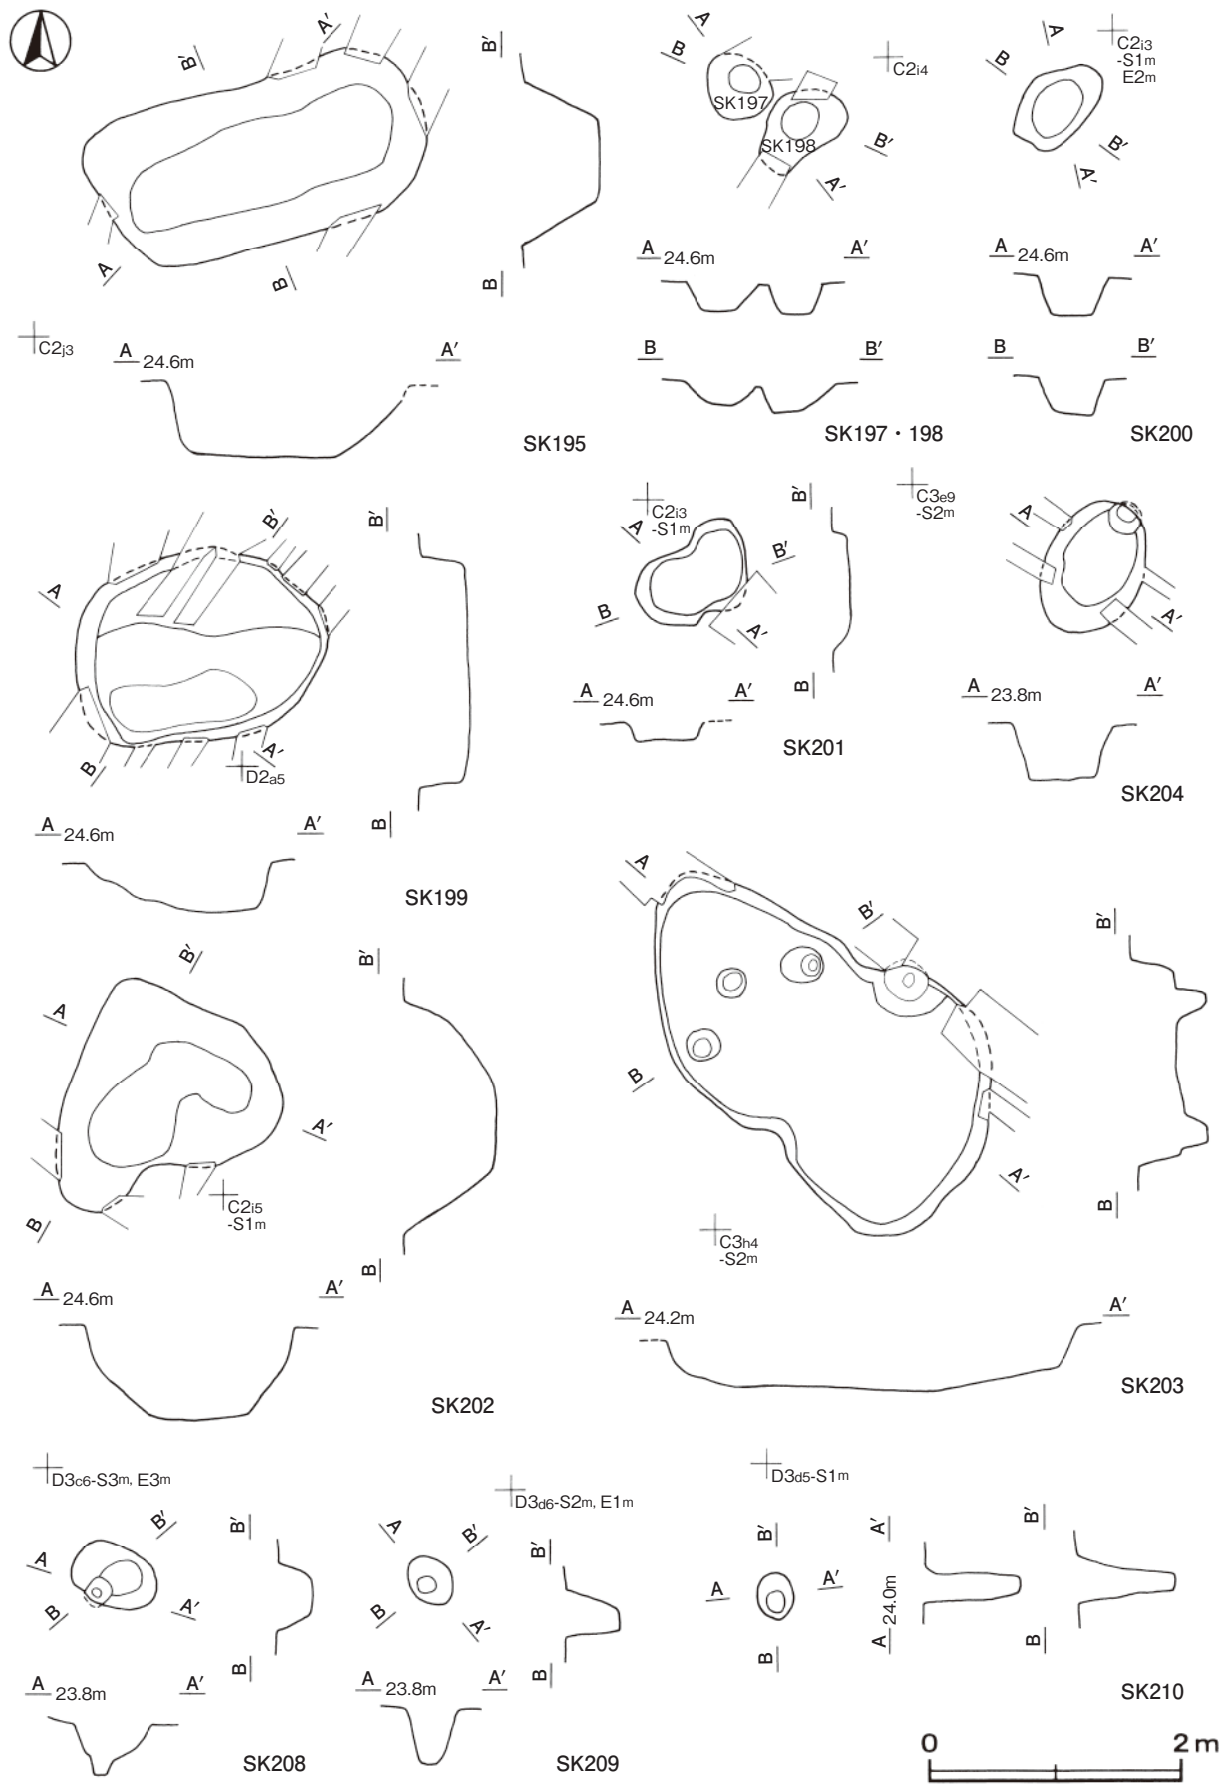 A'
B'
B'
A
B
B
C2j3
A 24.6m A'
SK195
A
B
C2i4
SK197
SK198
B'
A'
A 24.6m A'
B B'
SK197・198
A
B
C2i3
-S1m
E2m
B'
A'
A 24.6m A'
B B'
SK200
B'
B'
A
B
A'
D2a5
B
A 24.6m A'
SK199
C2i3
-S1m
A
B'
B'
B
A'
B
A 24.6m A'
SK201
C3e9
-S2m
A
A'
A 23.8m A'
SK204
B'
B'
A
A'
C2i5
-S1m
B
B
A 24.6m A'
SK202
A
B'
B'
B
A'
B
C3h4
-S2m
A 24.2m A'
SK203
D3c6-S3m, E3m
B'
B'
A
B
A'
B
A 23.8m A'
SK208
D3d6-S2m, E1m
A
B'
B'
B
A'
B
A 23.8m A'
SK209
D3d5-S1m
B'
A'
B'
A
A'
B
A 24.0m
B
SK210
0 2 m